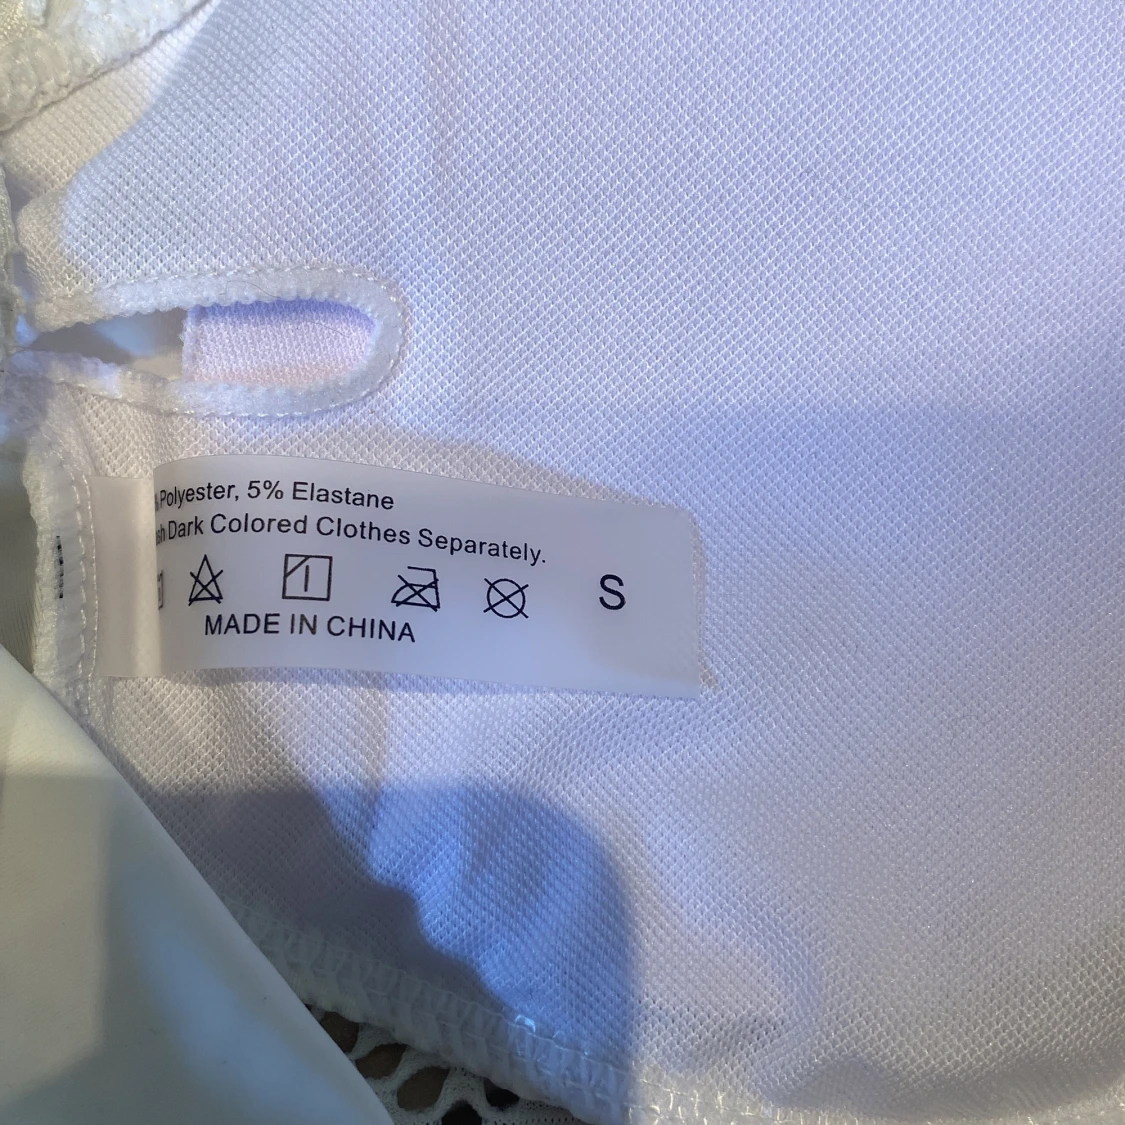 Polyester, 5% Elastane
Dark Colored Clothes Separately.
S
MADE IN CHINA